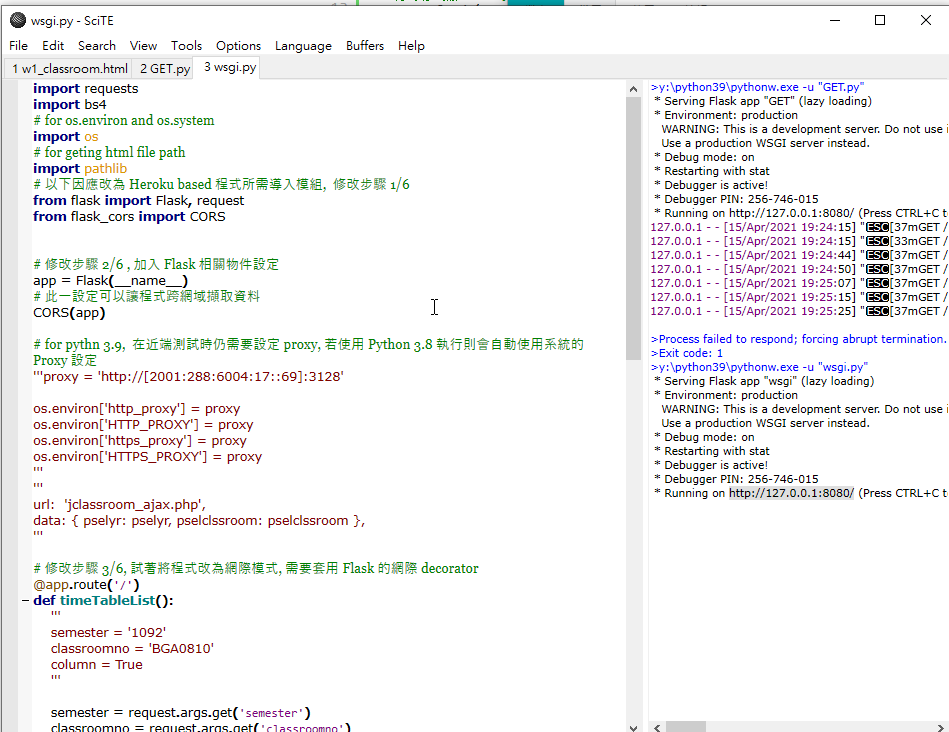 wsgi.py - SciTE
File Edit Search View Tools Options Language Buffers Help
1 w1_classroom.html 2 GET.py 3 wsgi.py
import requests
import bs4
# for os.environ and os.system
import os
# for geting html file path
import pathlib
# 以下因應改為 Heroku based 程式所需導入模組, 修改步驟 1/6
from flask import Flask, request
from flask_cors import CORS
# 修改步驟 2/6 , 加入 Flask 相關物件設定
app = Flask(__name__)
# 此一設定可以讓程式跨網域擷取資料
CORS(app)
# for pythn 3.9, 在近端測試時仍需要設定 proxy, 若使用 Python 3.8 執行則會自動使用系統的
Proxy 設定
'''proxy = 'http://[2001:288:6004:17::69]:3128'
os.environ['http_proxy'] = proxy
os.environ['HTTP_PROXY'] = proxy
os.environ['https_proxy'] = proxy
os.environ['HTTPS_PROXY'] = proxy
'''
'''
url: 'jclassroom_ajax.php',
data: { pselyr: pselyr, pselclssroom: pselclssroom },
'''
# 修改步驟 3/6, 試著將程式改為網際模式, 需要套用 Flask 的網際 decorator
@app.route('/')
def timeTableList():
'''
semester = '1092'
classroomno = 'BGA0810'
column = True
'''
semester = request.args.get('semester')
classroomno = request.args.get('classroomno')
>y:\python39\pythonw.exe -u "GET.py"
* Serving Flask app "GET" (lazy loading)
* Environment: production
WARNING: This is a development server. Do not use i
Use a production WSGI server instead.
* Debug mode: on
* Restarting with stat
* Debugger is active!
* Debugger PIN: 256-746-015
* Running on http://127.0.0.1:8080/ (Press CTRL+C t
127.0.0.1 - - [15/Apr/2021 19:24:15] "ESC[37mGET /
127.0.0.1 - - [15/Apr/2021 19:24:15] "ESC[33mGET /
127.0.0.1 - - [15/Apr/2021 19:24:44] "ESC[37mGET /
127.0.0.1 - - [15/Apr/2021 19:24:50] "ESC[37mGET /
127.0.0.1 - - [15/Apr/2021 19:25:07] "ESC[37mGET /
127.0.0.1 - - [15/Apr/2021 19:25:15] "ESC[37mGET /
127.0.0.1 - - [15/Apr/2021 19:25:25] "ESC[37mGET /
>Process failed to respond; forcing abrupt termination.
>Exit code: 1
>y:\python39\pythonw.exe -u "wsgi.py"
* Serving Flask app "wsgi" (lazy loading)
* Environment: production
WARNING: This is a development server. Do not use i
Use a production WSGI server instead.
* Debug mode: on
* Restarting with stat
* Debugger is active!
* Debugger PIN: 256-746-015
* Running on http://127.0.0.1:8080/ (Press CTRL+C t